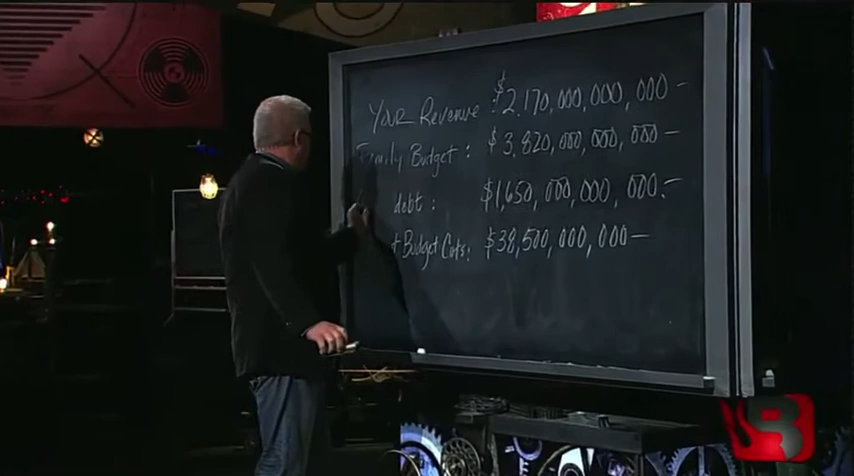 Your Revenue $2,170,000,000,000 -
Family Budget: $3,820,000,000,000 -
debt: $1,650,000,000,000.-
t Budget Cuts: $38,500,000,000-
B